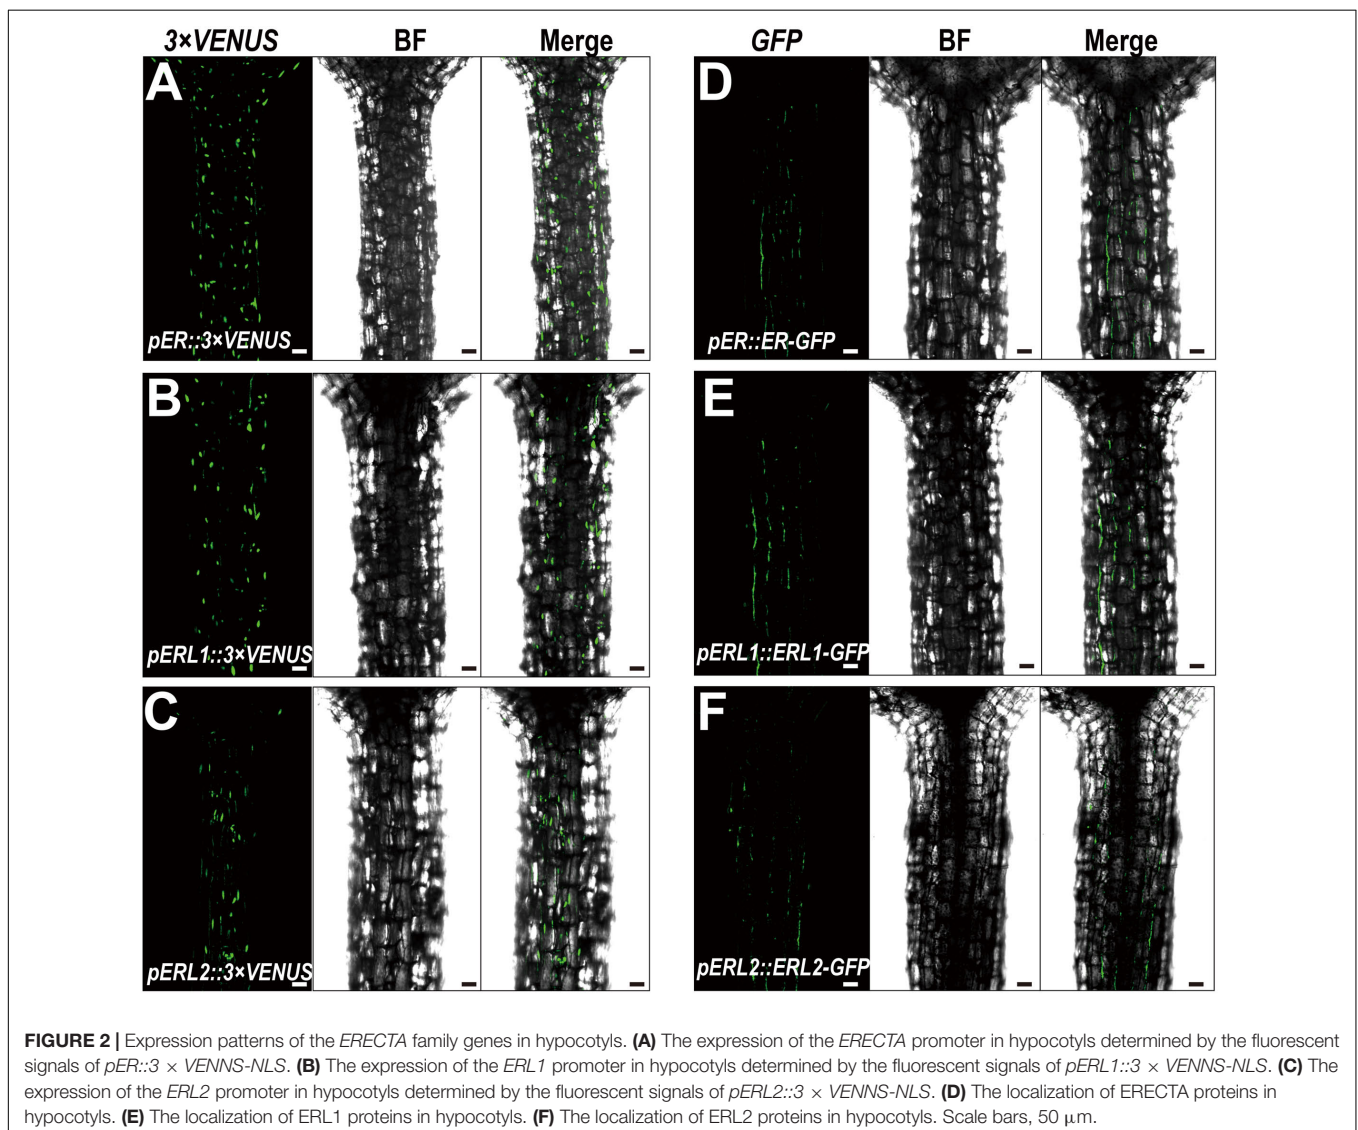 3×VENUS BF Merge GFP BF Merge
A
pER::3×VENUS
D
pER::ER-GFP
B
pERL1::3×VENUS
E
pERL1::ERL1-GFP
C
pERL2::3×VENUS
F
pERL2::ERL2-GFP
FIGURE 2 | Expression patterns of the ERECTA family genes in hypocotyls. (A) The expression of the ERECTA promoter in hypocotyls determined by the fluorescent
signals of pER::3 × VENNS-NLS. (B) The expression of the ERL1 promoter in hypocotyls determined by the fluorescent signals of pERL1::3 × VENNS-NLS. (C) The
expression of the ERL2 promoter in hypocotyls determined by the fluorescent signals of pERL2::3 × VENNS-NLS. (D) The localization of ERECTA proteins in
hypocotyls. (E) The localization of ERL1 proteins in hypocotyls. (F) The localization of ERL2 proteins in hypocotyls. Scale bars, 50 μm.